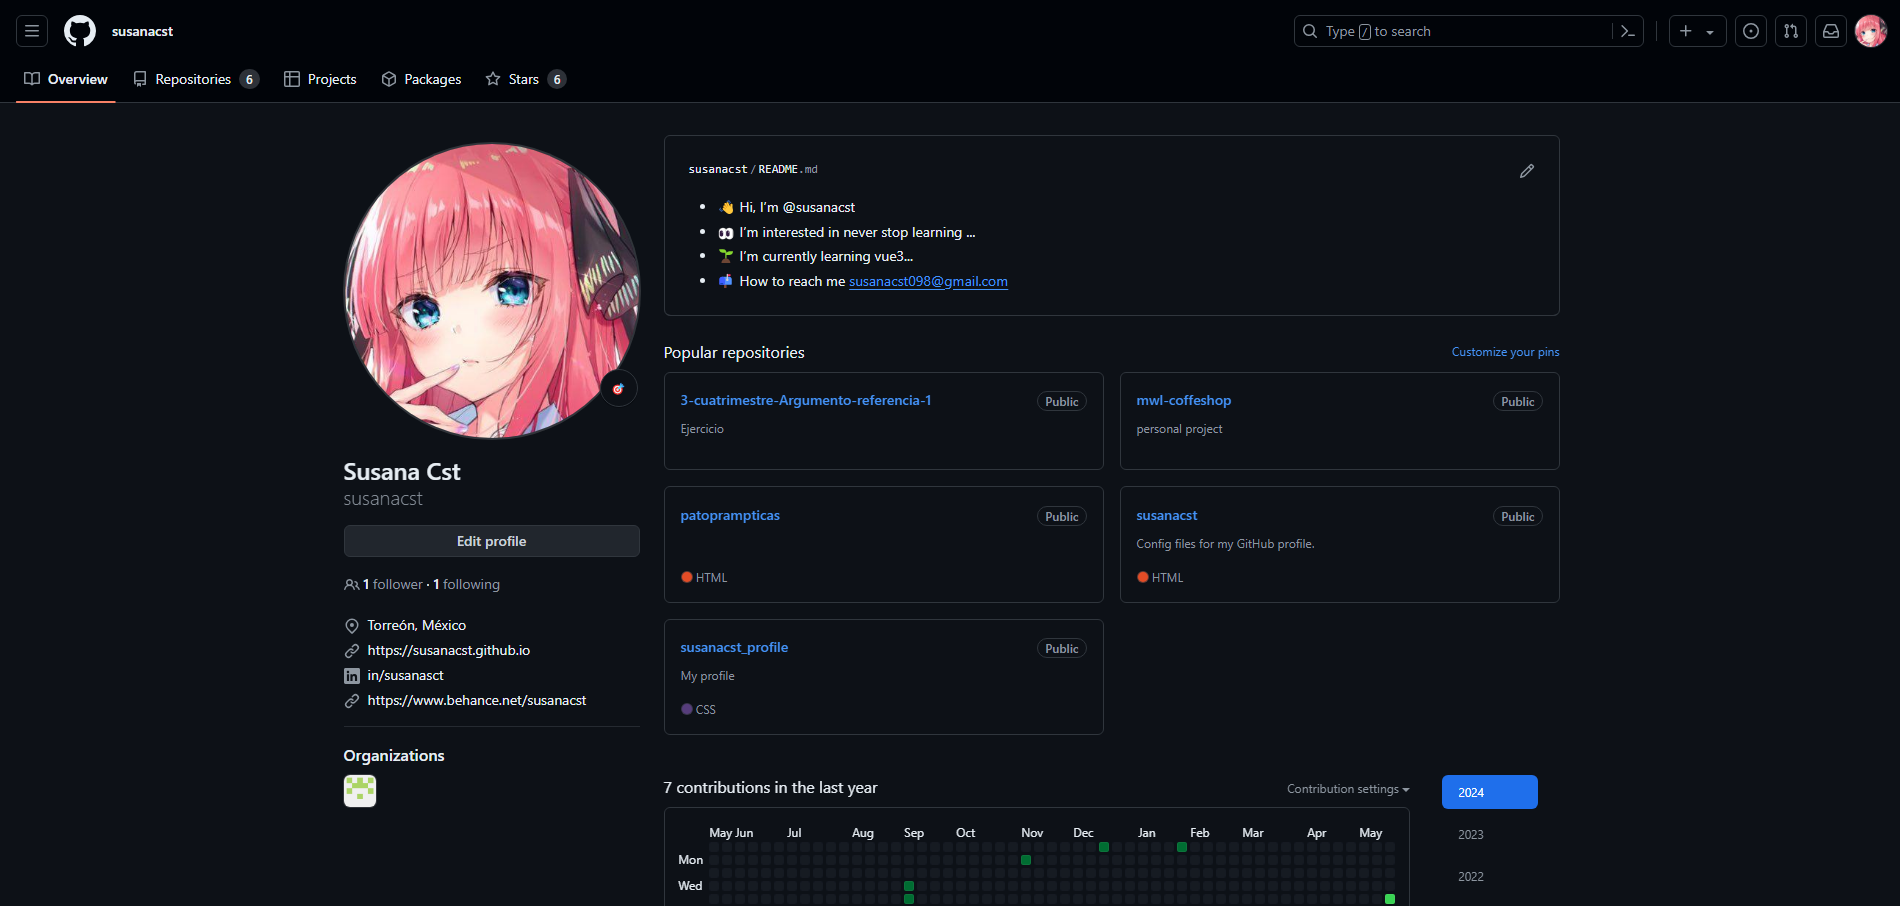 susanacst
Type / to search
Overview
Repositories 6
Projects
Packages
Stars 6
susanacst / README.md
👋 Hi, I’m @susanacst
👀 I’m interested in never stop learning ...
🌱 I’m currently learning vue3...
📫 How to reach me susanacst098@gmail.com
Susana Cst
susanacst
Edit profile
1 follower · 1 following
Torreón, México
https://susanacst.github.io
in/susanasct
https://www.behance.net/susanacst
Organizations
Popular repositories
Customize your pins
3-cuatrimestre-Argumento-referencia-1
Public
Ejercicio
mwl-coffeshop
Public
personal project
patoprampticas
Public
HTML
susanacst
Public
Config files for my GitHub profile.
HTML
susanacst_profile
Public
My profile
CSS
7 contributions in the last year
Contribution settings
2024
2023
2022
May Jun Jul Aug Sep Oct Nov Dec Jan Feb Mar Apr May
Mon
Wed